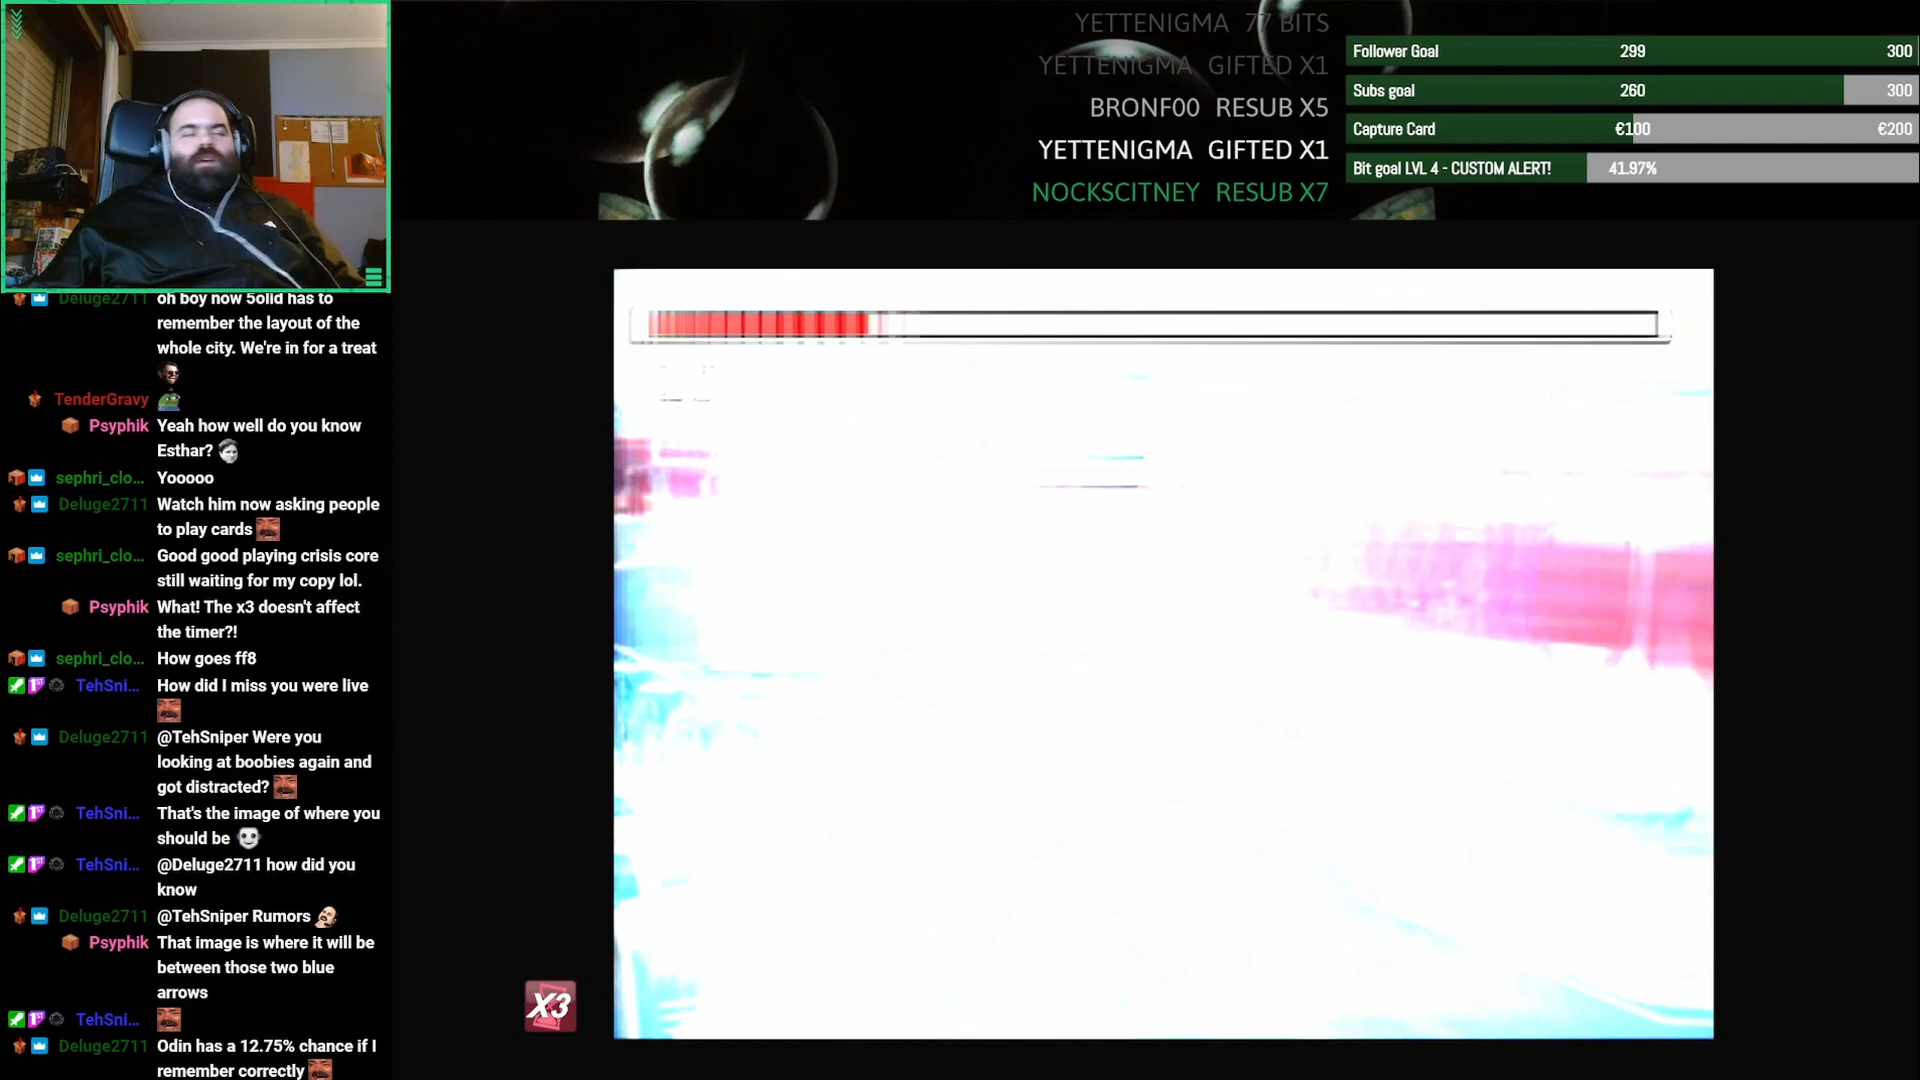 YETTENIGMA 77 BITS
YETTENIGMA GIFTED X1
BRONF00 RESUB X5
YETTENIGMA GIFTED X1
NOCKSCITNEY RESUB X7
Follower Goal 299 300
Subs goal 260 300
Capture Card €100 €200
Bit goal LVL 4 - CUSTOM ALERT! 41.97%
Deluge2711 oh boy now 5olid has to
remember the layout of the
whole city. We're in for a treat
TenderGravy
Psyphik Yeah how well do you know
Esthar?
sephri_clo... Yooooo
Deluge2711 Watch him now asking people
to play cards
sephri_clo... Good good playing crisis core
still waiting for my copy lol.
Psyphik What! The x3 doesn't affect
the timer?!
sephri_clo... How goes ff8
TehSni... How did I miss you were live
Deluge2711 @TehSniper Were you
looking at boobies again and
got distracted?
TehSni... That's the image of where you
should be
TehSni... @Deluge2711 how did you
know
Deluge2711 @TehSniper Rumors
Psyphik That image is where it will be
between those two blue
arrows
TehSni...
Deluge2711 Odin has a 12.75% chance if I
remember correctly
X3